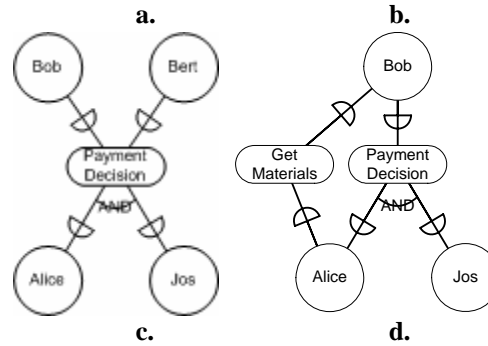 a.
b.
Bob
Bert
Payment
Decision
AND
Alice
Jos
Bob
Get
Materials
Payment
Decision
AND
Alice
Jos
c.
d.